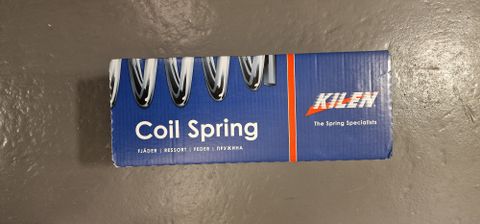 KILEN
The Spring Specialists
Coil Spring
FJÄDER | RESSORT | FEDER | ПРУЖИНА